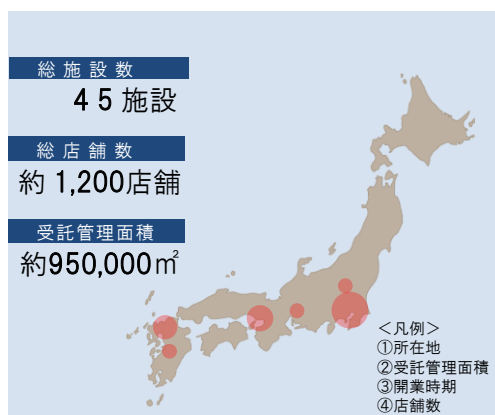 総施設数
４５施設
総店舗数
約1,200店舗
受託管理面積
約950,000㎡
＜凡例＞
①所在地
②受託管理面積
③開業時期
④店舗数